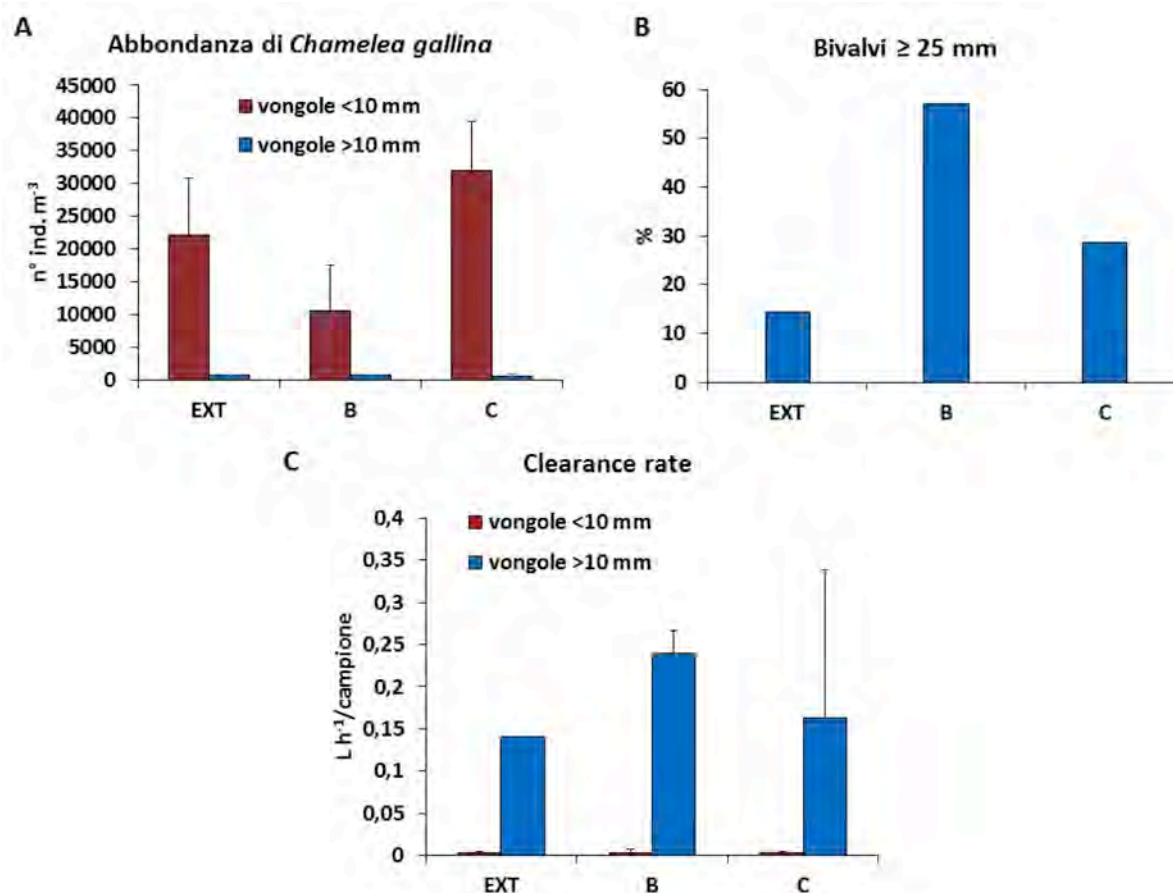 A
Abbondanza di Chamelea gallina
45000
40000
35000
30000
25000
20000
15000
10000
5000
0
n° ind. m⁻³
vongole <10 mm
vongole >10 mm
EXT B C
B
Bivalvi ≥ 25 mm
60
50
40
30
20
10
0
%
EXT B C
C
Clearance rate
0,4
0,35
0,3
0,25
0,2
0,15
0,1
0,05
0
L h⁻¹/campione
vongole <10 mm
vongole >10 mm
EXT B C